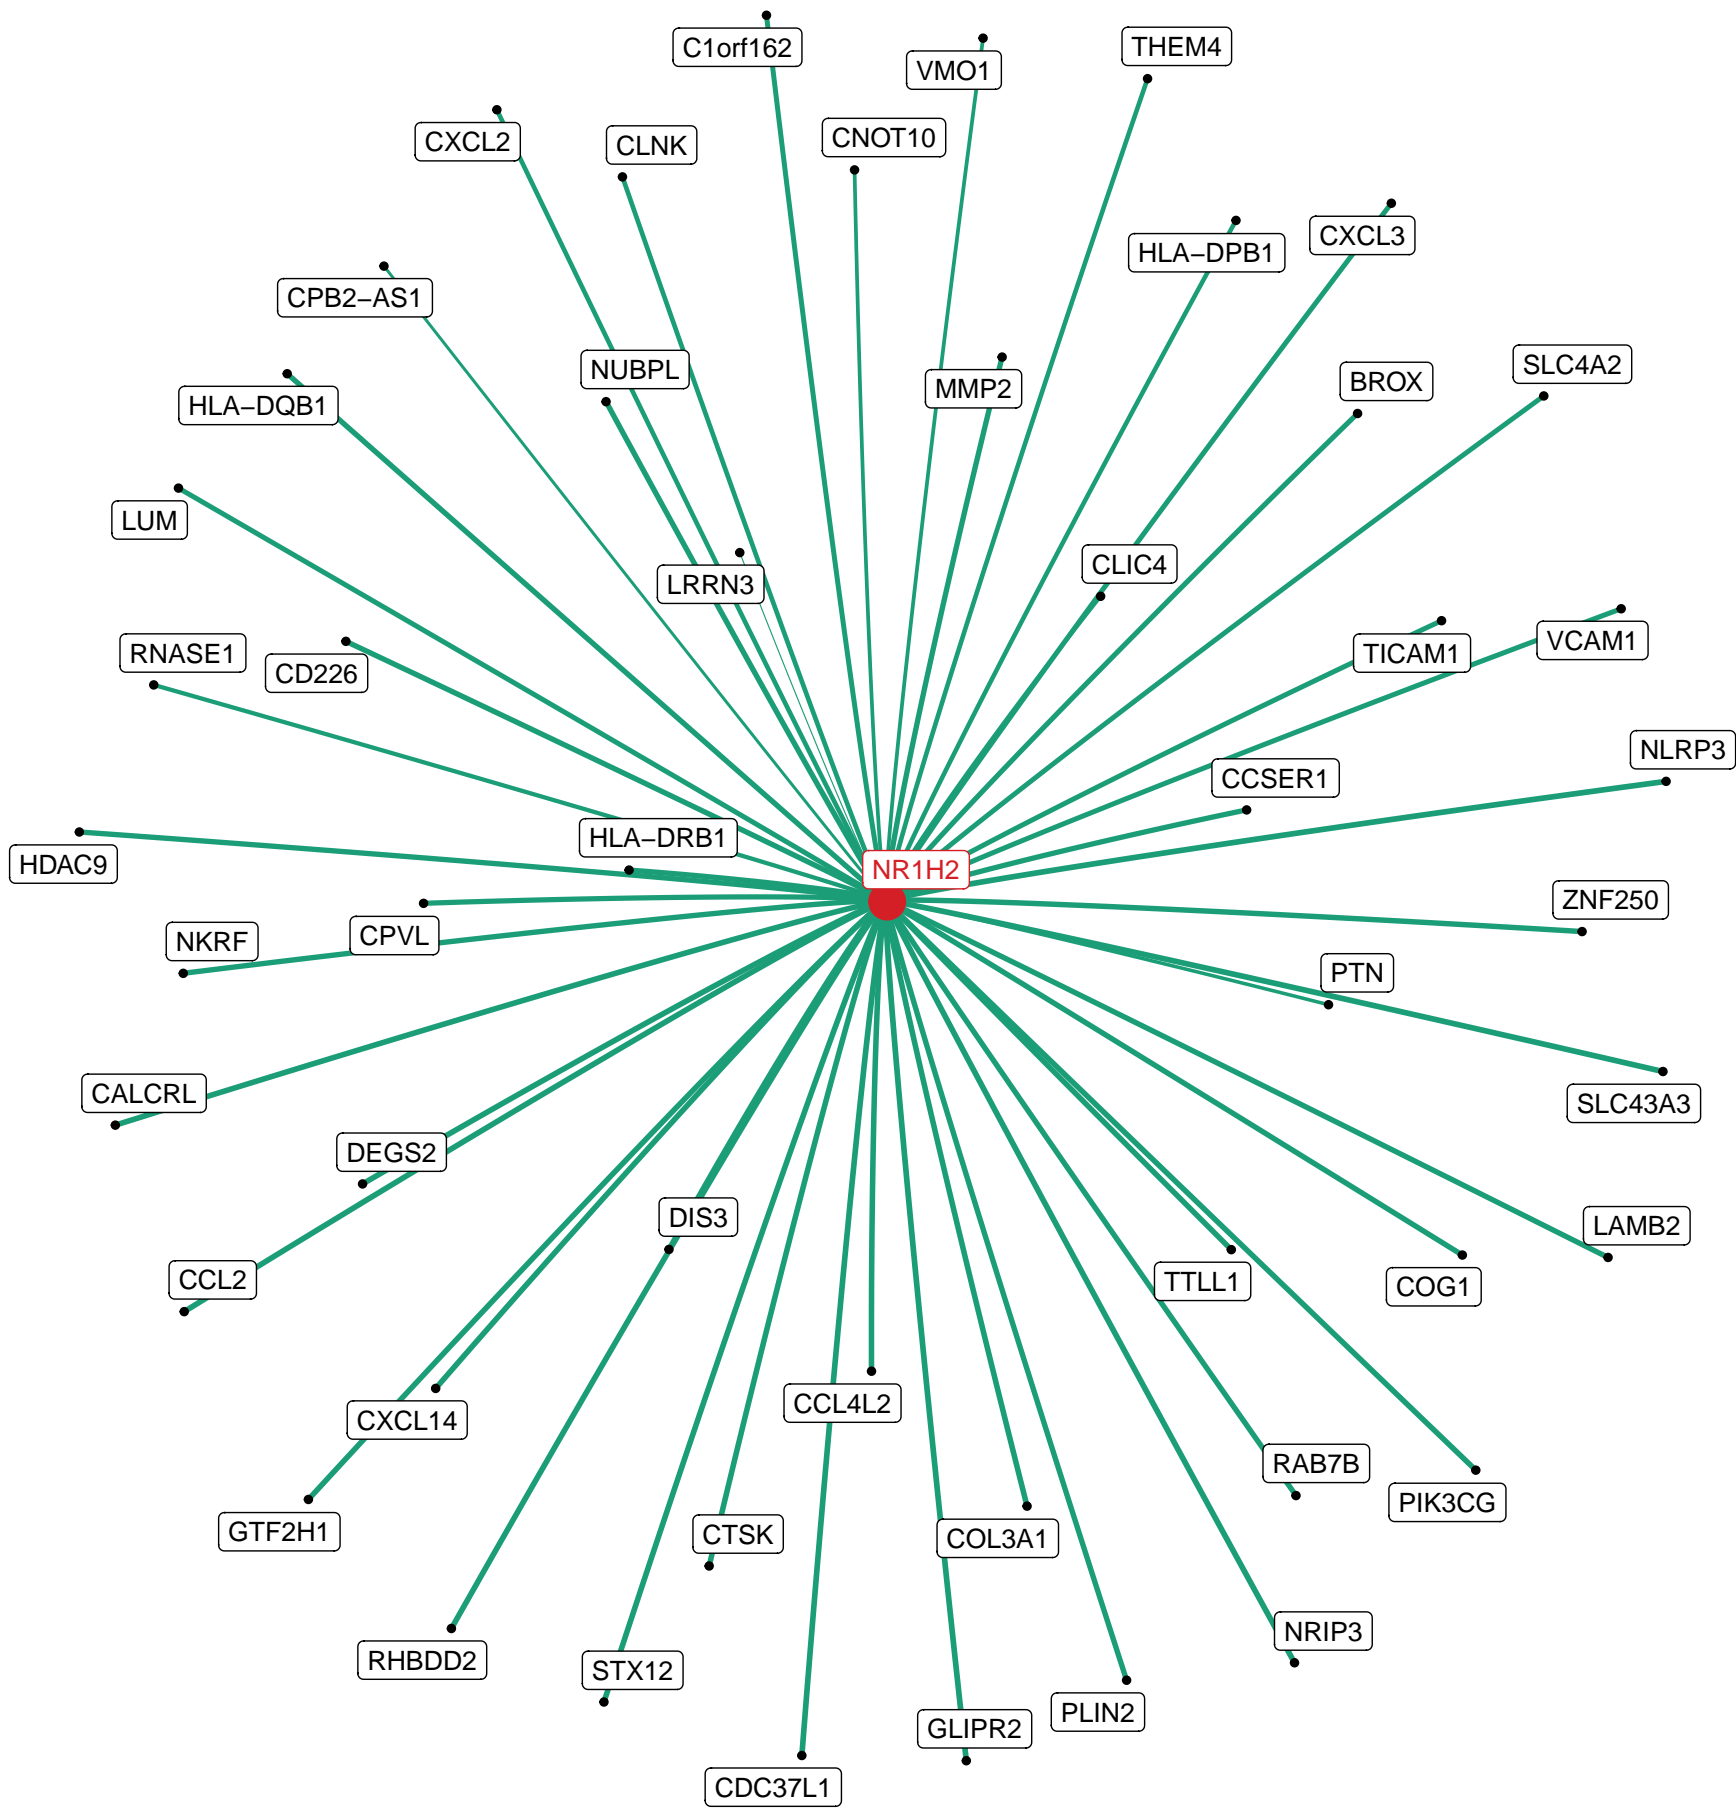 C1orf162
THEM4
VMO1
CNOT10
CXCL2
CLNK
CXCL3
HLA−DPB1
CPB2−AS1
SLC4A2
NUBPL
BROX
MMP2
HLA−DQB1
LUM
CLIC4
LRRN3
VCAM1
RNASE1
TICAM1
CD226
NLRP3
CCSER1
HLA−DRB1
HDAC9
NR1H2
ZNF250
CPVL
NKRF
PTN
CALCRL
SLC43A3
DEGS2
DIS3
LAMB2
CCL2
TTLL1
COG1
CCL4L2
CXCL14
RAB7B
PIK3CG
GTF2H1
CTSK
COL3A1
NRIP3
RHBDD2
STX12
PLIN2
GLIPR2
CDC37L1